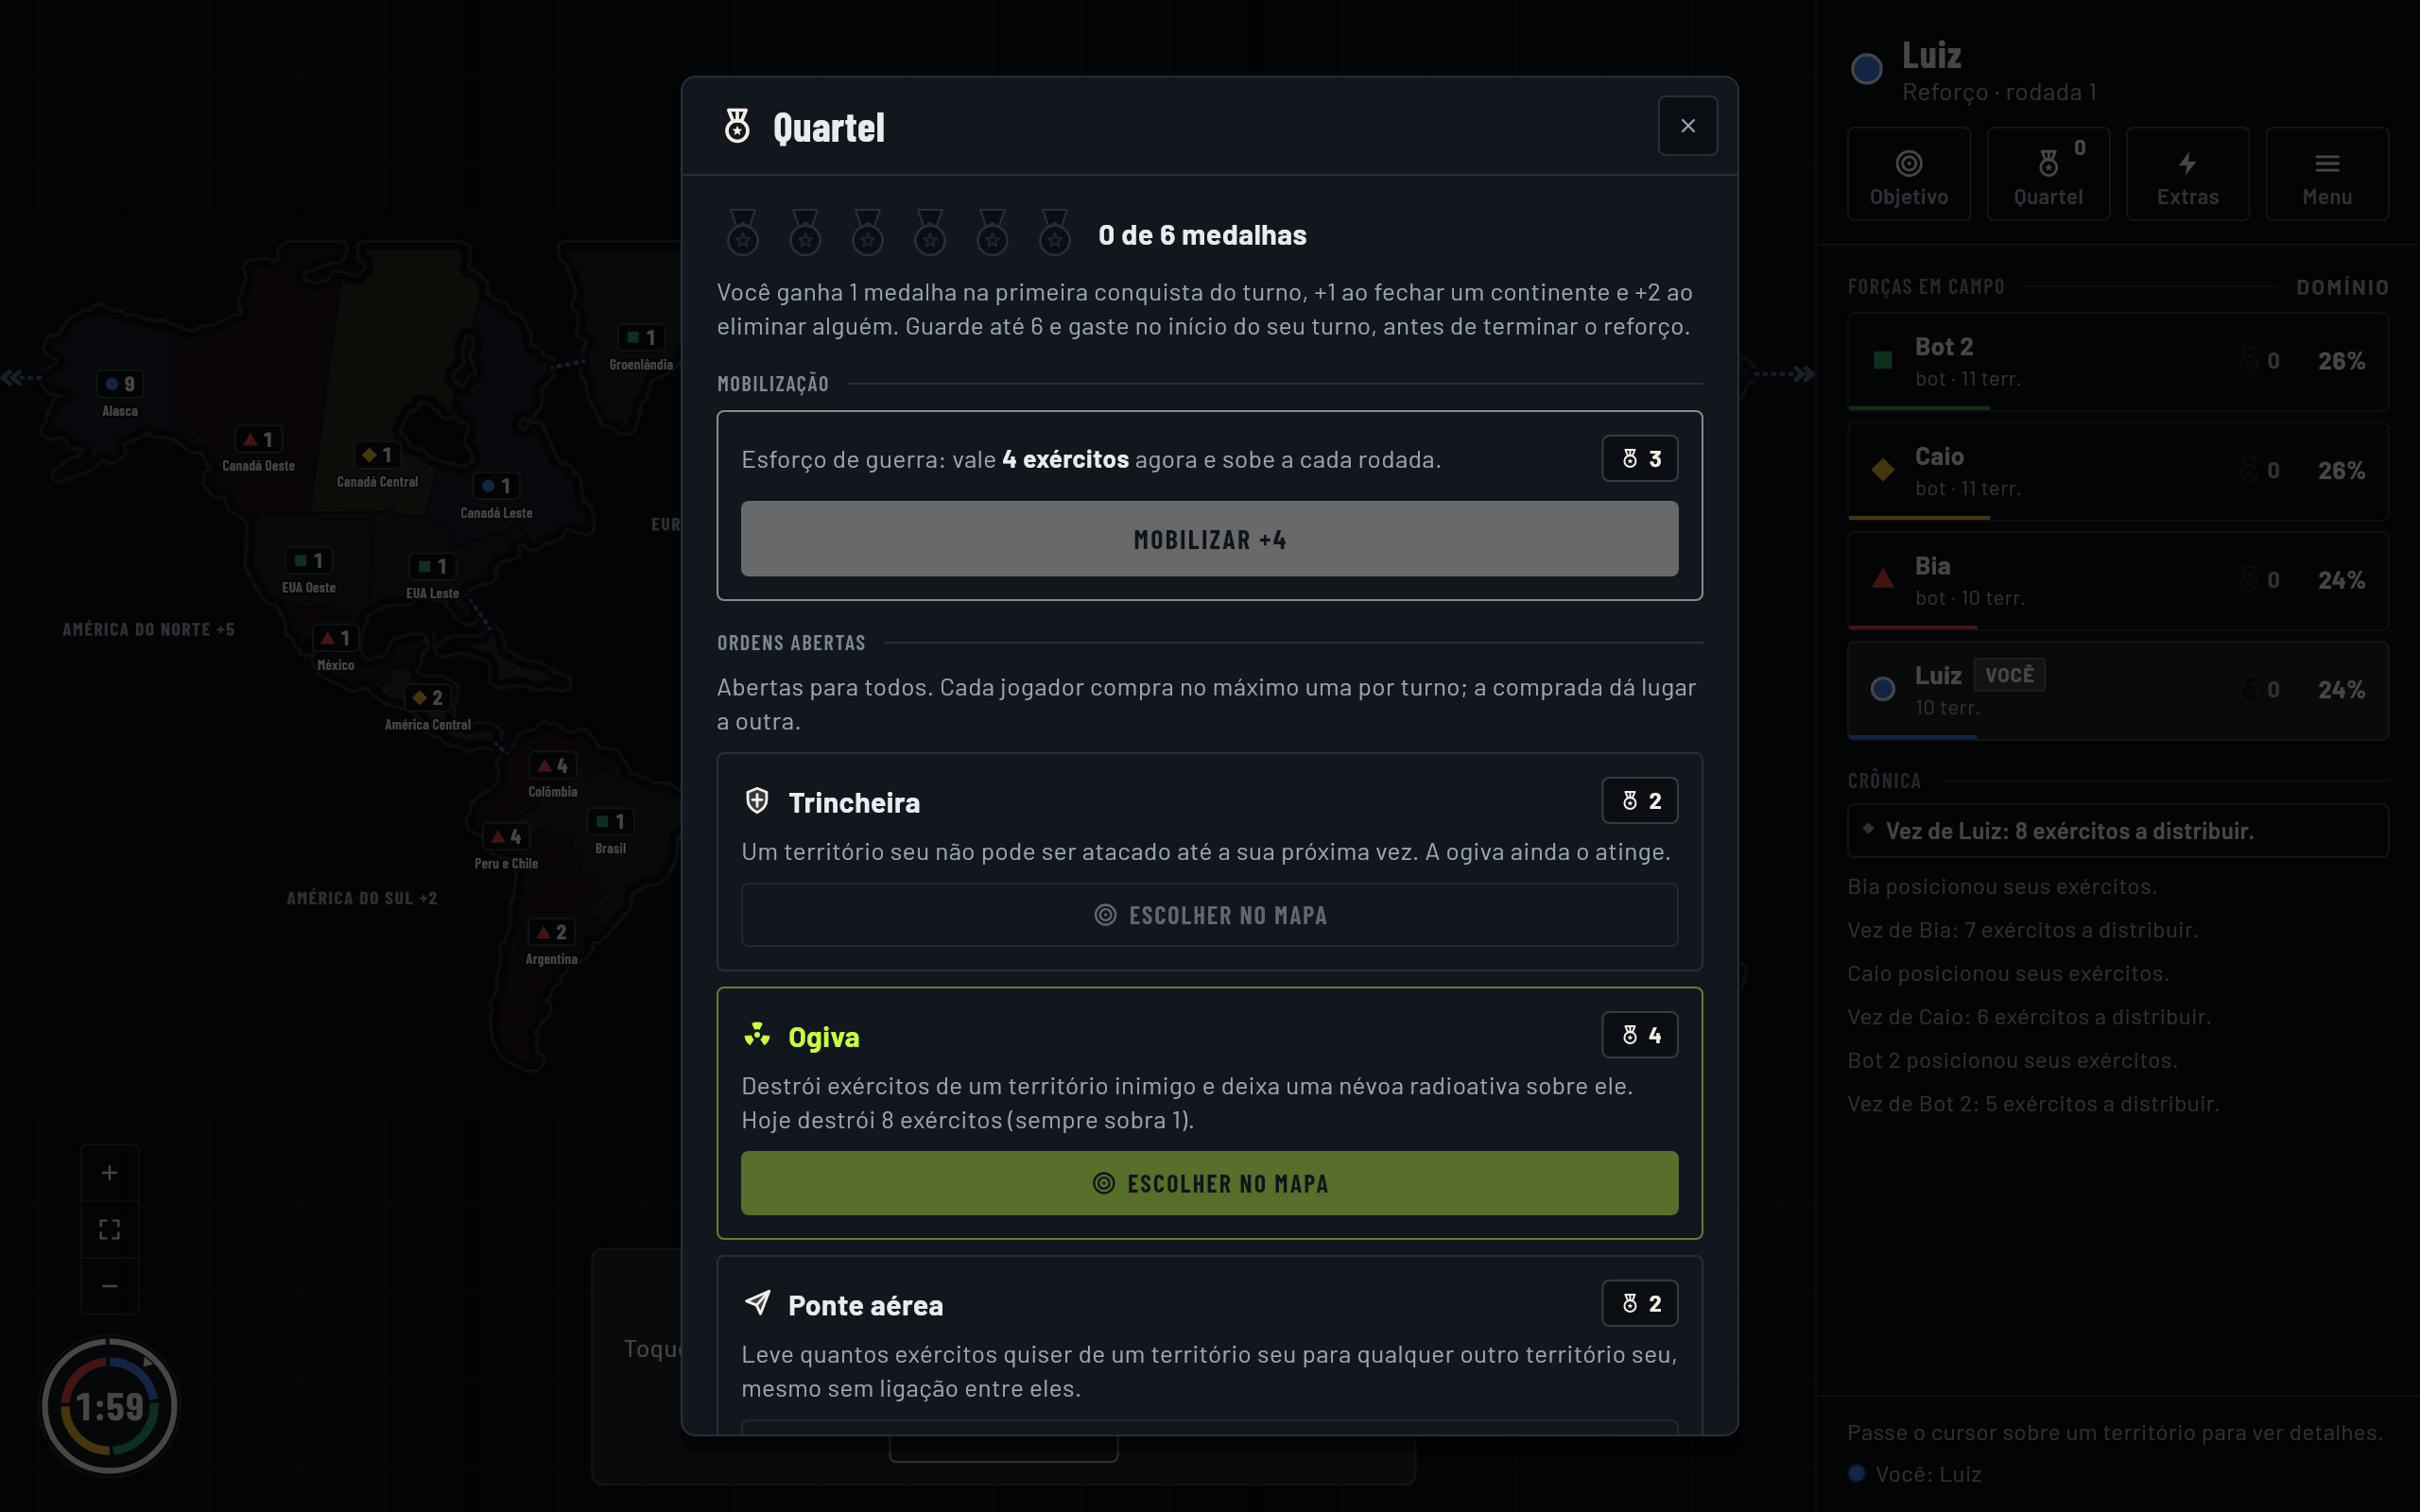 Quartel
0 de 6 medalhas
Você ganha 1 medalha na primeira conquista do turno, +1 ao fechar um continente e +2 ao
eliminar alguém. Guarde até 6 e gaste no início do seu turno, antes de terminar o reforço.
MOBILIZAÇÃO
Esforço de guerra: vale 4 exércitos agora e sobe a cada rodada.
3
MOBILIZAR +4
ORDENS ABERTAS
Abertas para todos. Cada jogador compra no máximo uma por turno; a comprada dá lugar
a outra.
Trincheira
2
Um território seu não pode ser atacado até a sua próxima vez. A ogiva ainda o atinge.
ESCOLHER NO MAPA
Ogiva
4
Destrói exércitos de um território inimigo e deixa uma névoa radioativa sobre ele.
Hoje destrói 8 exércitos (sempre sobra 1).
ESCOLHER NO MAPA
Ponte aérea
2
Leve quantos exércitos quiser de um território seu para qualquer outro território seu,
mesmo sem ligação entre eles.
9
Alasca
1
Canadá Oeste
1
Canadá Central
1
Canadá Leste
1
Groenlândia
EUR
1
EUA Oeste
1
EUA Leste
AMÉRICA DO NORTE +5
1
México
2
América Central
4
Colômbia
1
Brasil
4
Peru e Chile
AMÉRICA DO SUL +2
2
Argentina
+
−
1:59
Toque
Luiz
Reforço · rodada 1
Objetivo
0
Quartel
Extras
Menu
FORÇAS EM CAMPO
DOMÍNIO
Bot 2
bot · 11 terr.
0
26%
Caio
bot · 11 terr.
0
26%
Bia
bot · 10 terr.
0
24%
Luiz VOCÊ
10 terr.
0
24%
CRÔNICA
Vez de Luiz: 8 exércitos a distribuir.
Bia posicionou seus exércitos.
Vez de Bia: 7 exércitos a distribuir.
Caio posicionou seus exércitos.
Vez de Caio: 6 exércitos a distribuir.
Bot 2 posicionou seus exércitos.
Vez de Bot 2: 5 exércitos a distribuir.
Passe o cursor sobre um território para ver detalhes.
Você: Luiz